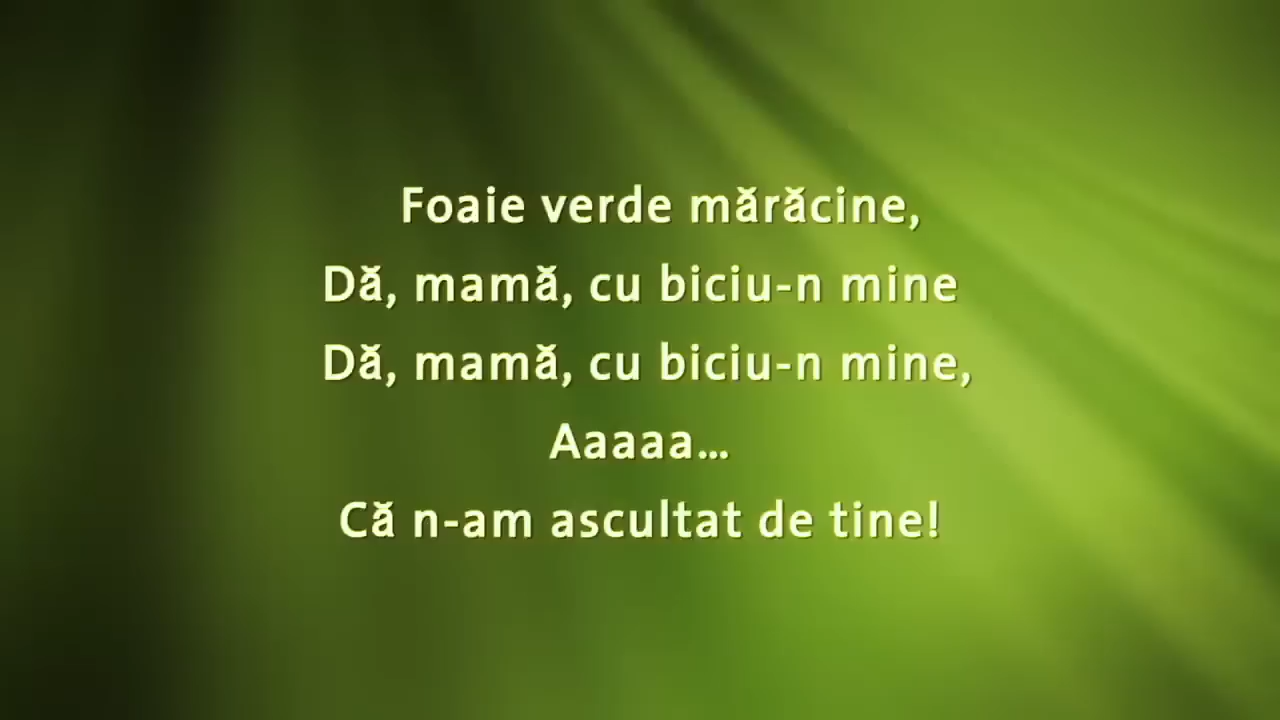 Foaie verde mărăcine,
Dă, mamă, cu biciu-n mine
Dă, mamă, cu biciu-n mine,
Aaaaa...
Că n-am ascultat de tine!